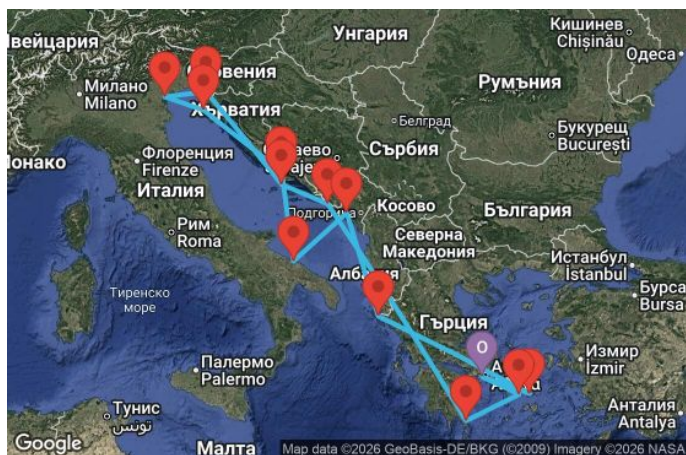 Кишинев
Chișinău
Унгария
Одеса
Швейцария
Словения
Милано
Milano
Румъния
Хърватия
Белград
Букурещ
București
Монако
Флоренция
Firenze
Сърбия
Италия
Подгорица
Косово
България
Рим
Roma
Северна
Македония
Истанбул
İstanbul
Албания
Бурса
Bursa
Тиренско
море
Гърция
O
Измир
İzmir
Палермо
Palermo
Тунис
تونس
Анталия
Antalya
Малта
Google
Map data ©2026 GeoBasis-DE/BKG (©2009) Imagery ©2026 NASA